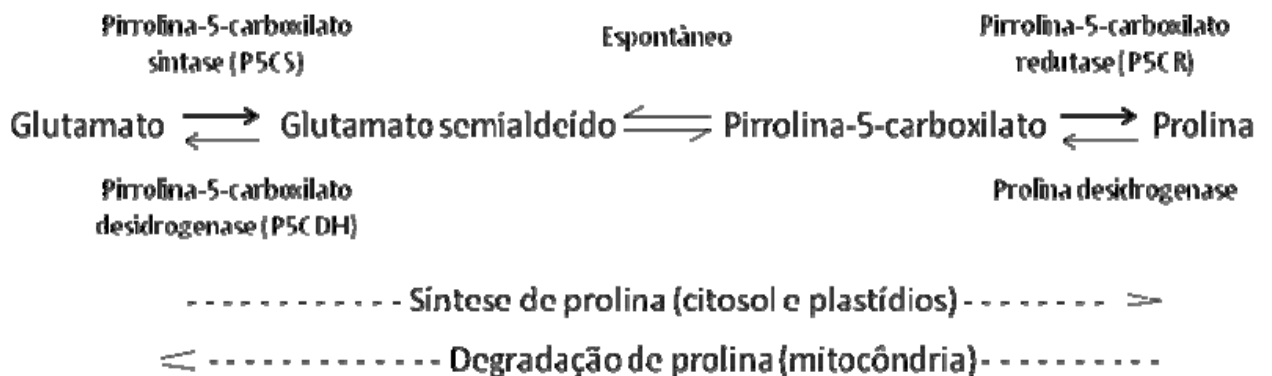 Pirrolina-5-carboxilato
síntase (P5CS)
Espontâneo
Pirrolina-5-carboxilato
redutase (P5CR)
Glutamato
Glutamato semialdeído
Pirrolina-5-carboxilato
Prolina
Pirrolina-5-carboxilato
desidrogenase (P5CDH)
Prolina desidrogenase
Síntese de prolina (citosol e plastídios)
Degradação de prolina (mitocôndria)